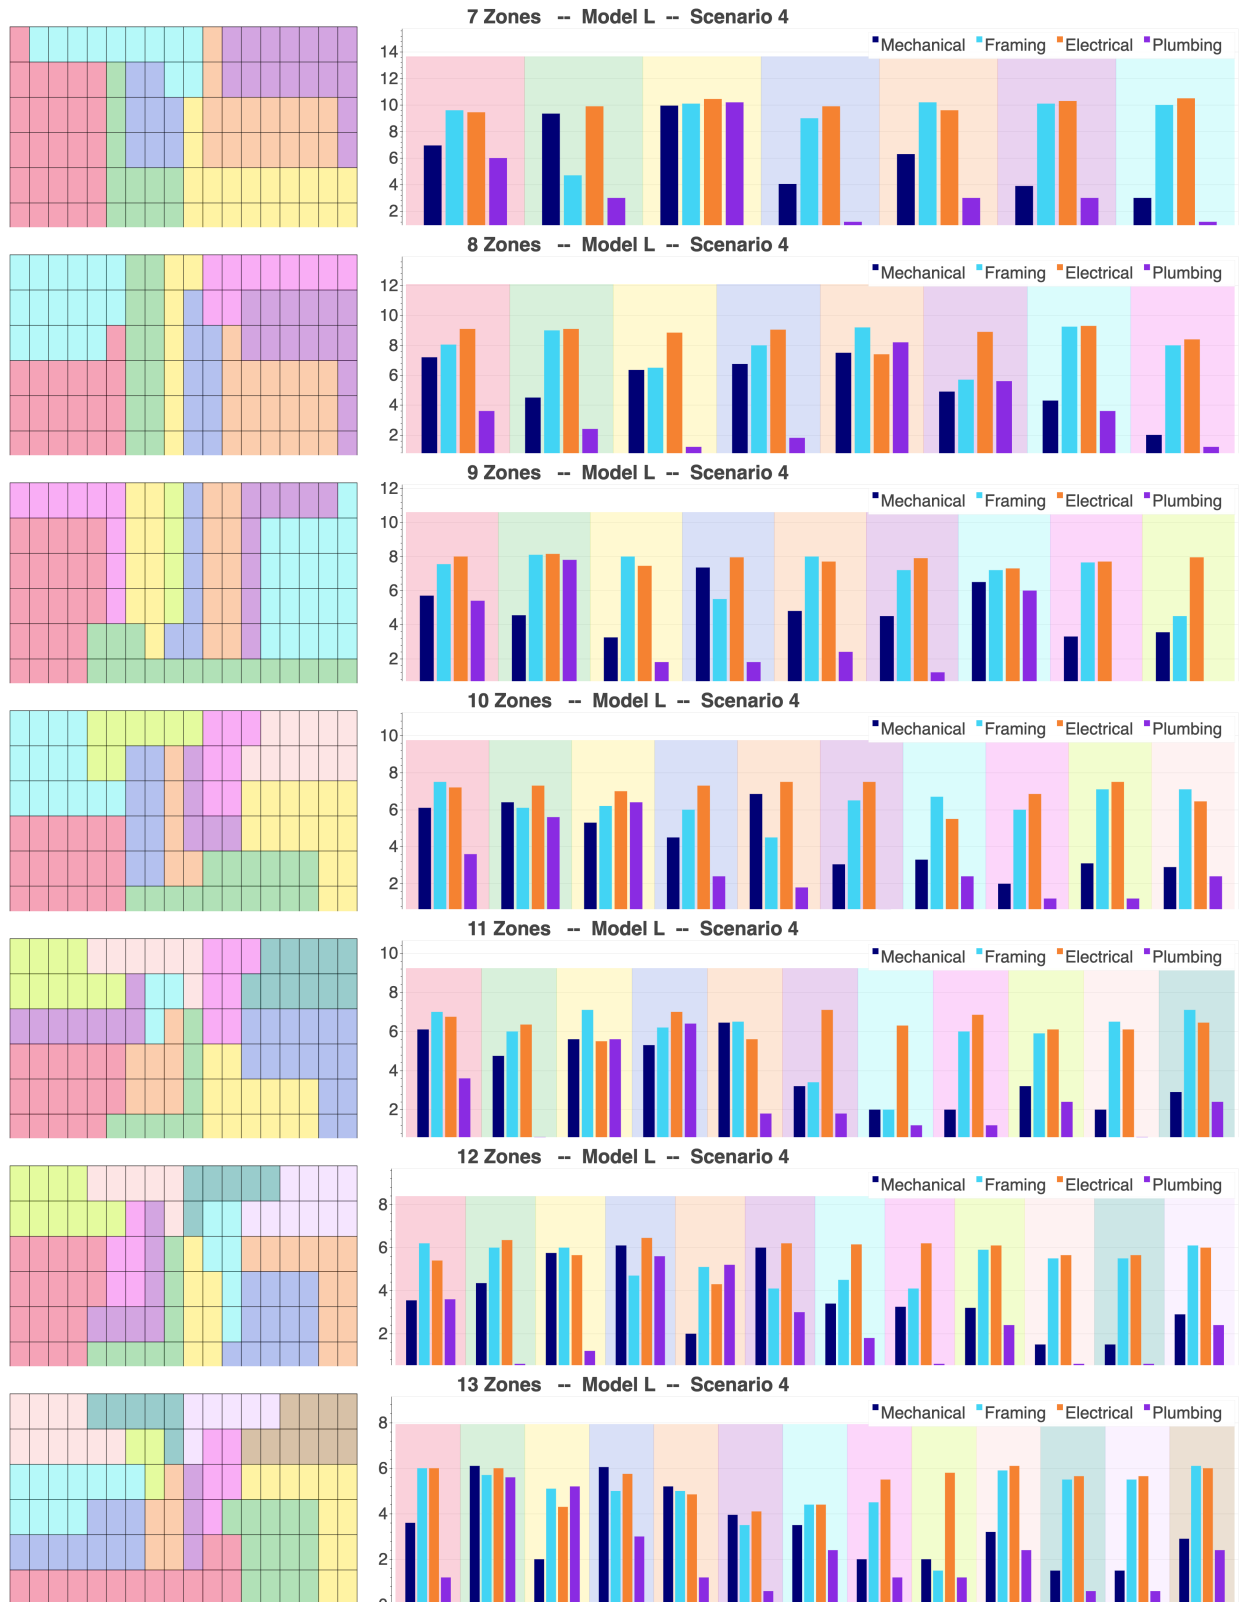 7 Zones -- Model L -- Scenario 4
Mechanical Framing Electrical Plumbing
14
12
10
8
6
4
2
8 Zones -- Model L -- Scenario 4
Mechanical Framing Electrical Plumbing
12
10
8
6
4
2
9 Zones -- Model L -- Scenario 4
12
Mechanical Framing Electrical Plumbing
10
8
6
4
2
10 Zones -- Model L -- Scenario 4
Mechanical Framing Electrical Plumbing
10
8
6
4
2
11 Zones -- Model L -- Scenario 4
Mechanical Framing Electrical Plumbing
10
8
6
4
2
12 Zones -- Model L -- Scenario 4
Mechanical Framing Electrical Plumbing
8
6
4
2
13 Zones -- Model L -- Scenario 4
Mechanical Framing Electrical Plumbing
8
6
4
2
0